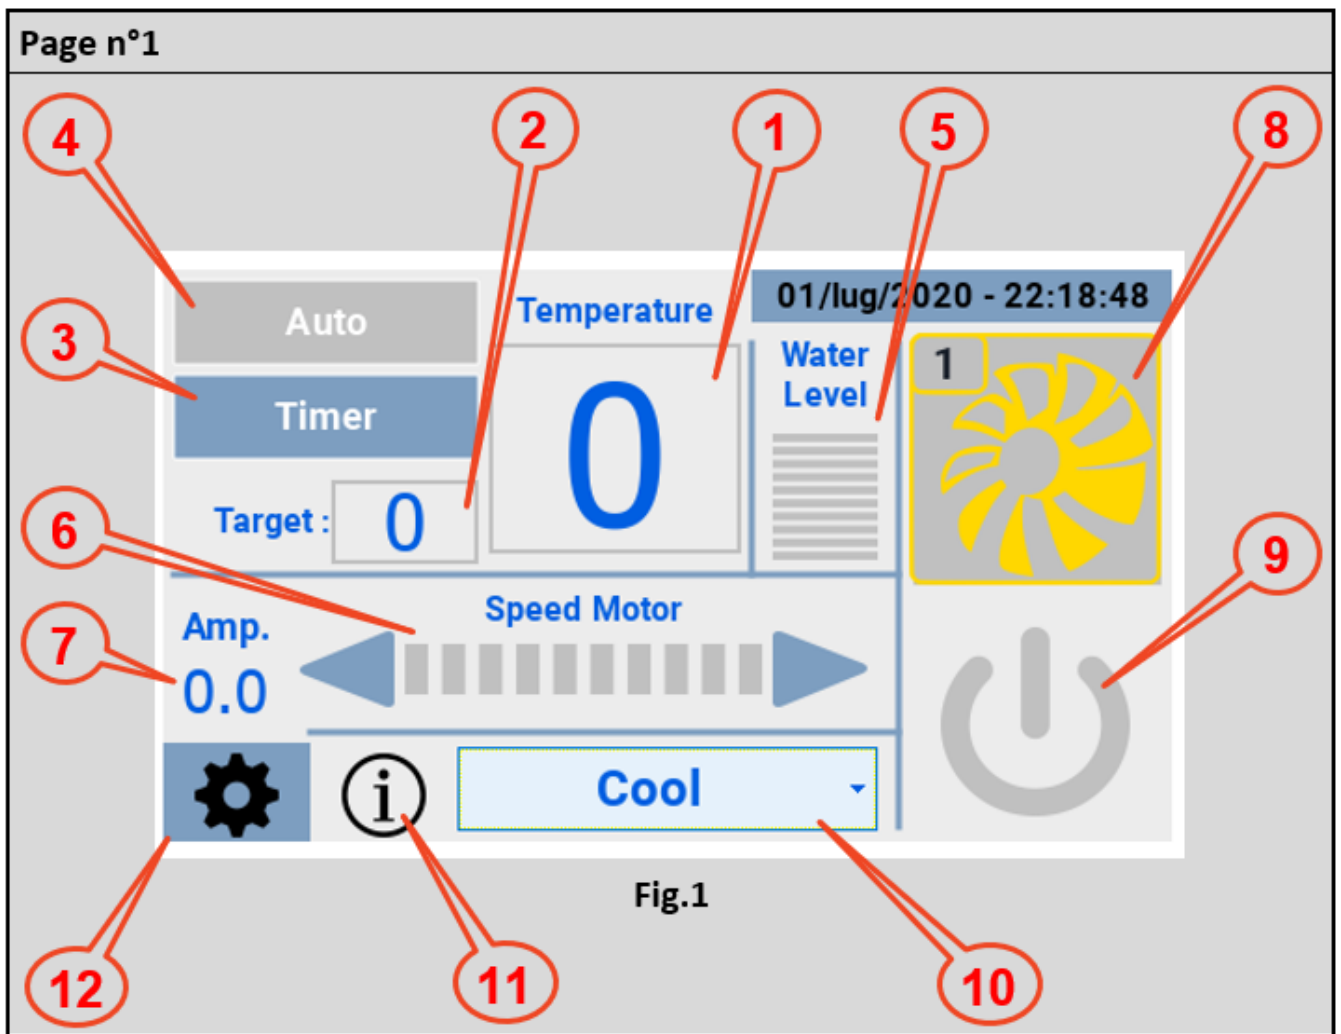 Page n°1
4
2
1
5
8
3
Auto
Temperature
01/lug/2020 - 22:18:48
Water
Level
1
Timer
0
Target :
0
6
9
Speed Motor
Amp.
7
0.0
i
Cool
Fig.1
12
11
10